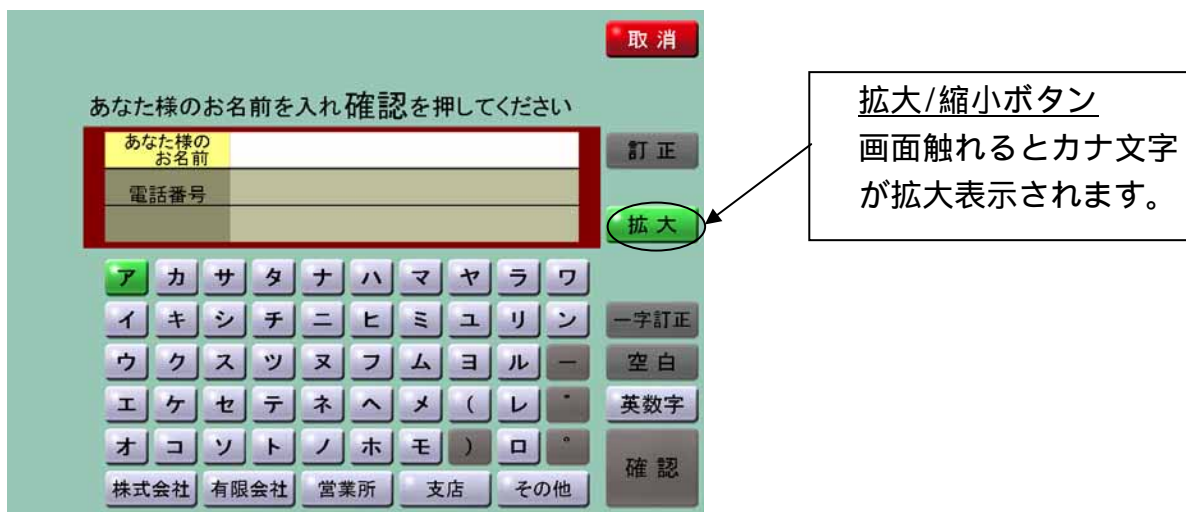 取消
あなた様のお名前を入れ確認を押してください
あなた様の
お名前
訂正
電話番号
拡大
ア カ サ タ ナ ハ マ ヤ ラ ワ
イ キ シ チ ニ ヒ ミ ユ リ ン 一字訂正
ウ ク ス ツ ヌ フ ム ヨ ル ー 空白
エ ケ セ テ ネ ヘ メ ( レ ゛ 英数字
オ コ ソ ト ノ ホ モ ) ロ ゜ 確認
株式会社 有限会社 営業所 支店 その他
拡大/縮小ボタン
画面触れるとカナ文字
が拡大表示されます。